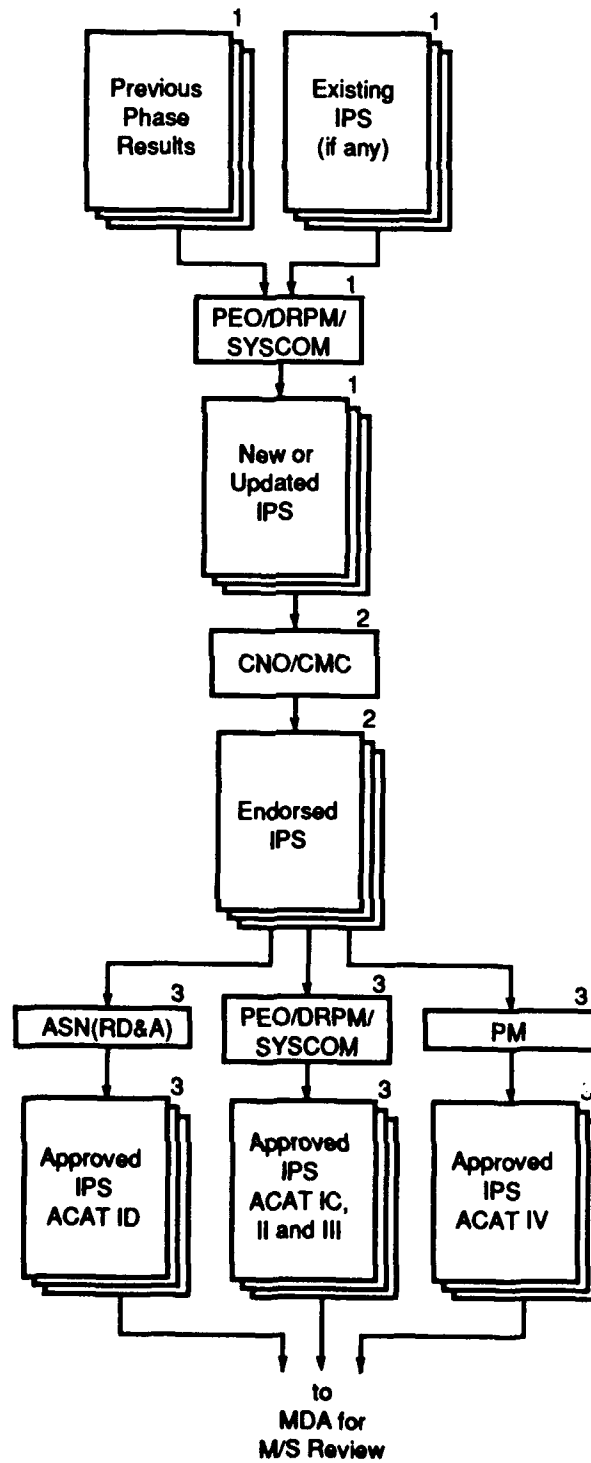 1
1
Previous
Phase
Results
Existing
IPS
(if any)
1
PEO/DRPM/
SYSCOM
1
New or
Updated
IPS
2
CNO/CMC
2
Endorsed
IPS
3
3
3
ASN(RD&A)
PEO/DRPM/
SYSCOM
PM
3
3
3
Approved
IPS
ACAT ID
Approved
IPS
ACAT IC,
II and III
Approved
IPS
ACAT IV
to
MDA for
M/S Review